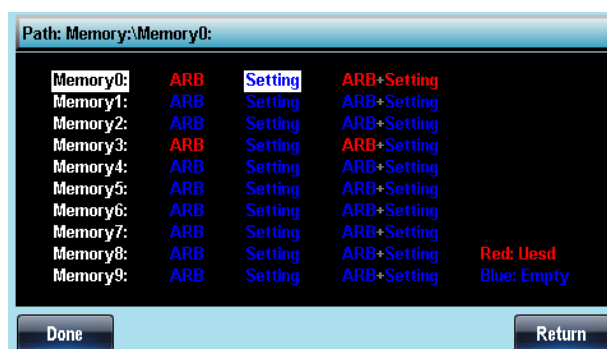 Path: Memory:\Memory0:
Memory0: ARB Setting ARB+Setting
Memory1: ARB Setting ARB+Setting
Memory2: ARB Setting ARB+Setting
Memory3: ARB Setting ARB+Setting
Memory4: ARB Setting ARB+Setting
Memory5: ARB Setting ARB+Setting
Memory6: ARB Setting ARB+Setting
Memory7: ARB Setting ARB+Setting
Memory8: ARB Setting ARB+Setting Red: Uesd
Memory9: ARB Setting ARB+Setting Blue: Empty
Done Return